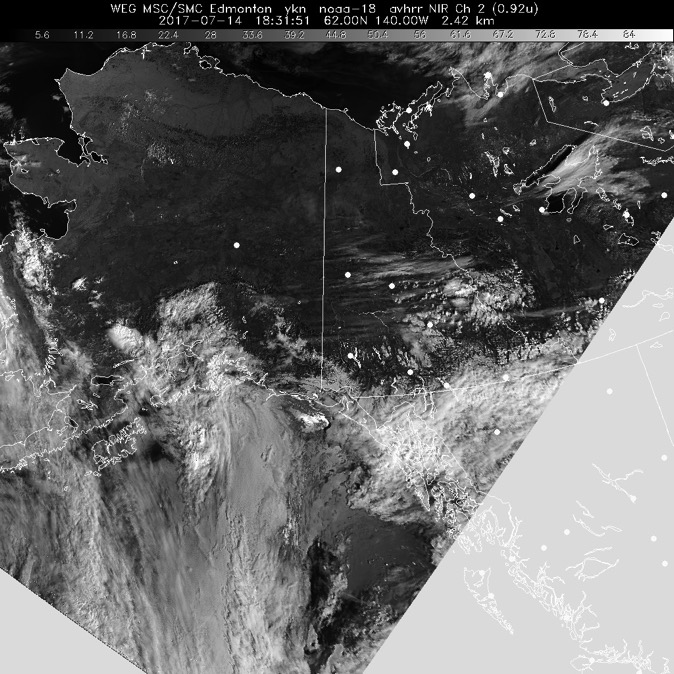 WEG MSC/SMC Edmonton ykn noaa-18 avhrr NIR Ch 2 (0.92u)
2017-07-14 18:31:51 62.00N 140.00W 2.42 km
5.6 11.2 16.8 22.4 28 33.6 39.2 44.8 50.4 56 61.6 67.2 72.8 78.4 84